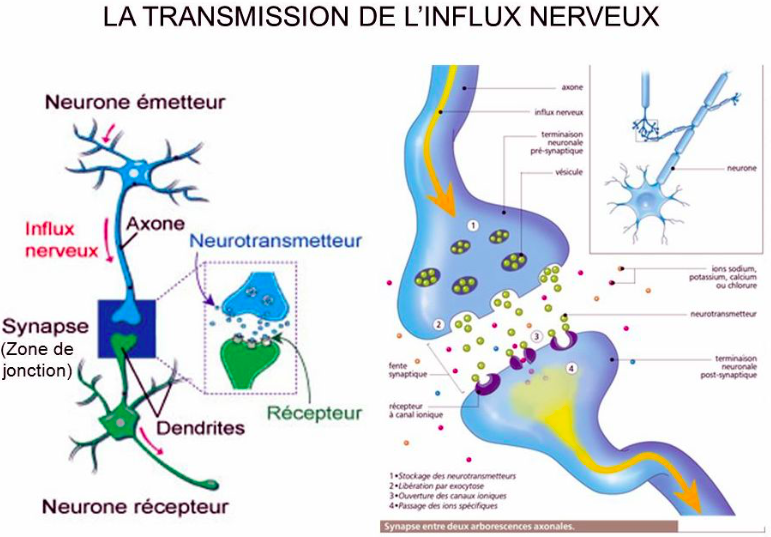 LA TRANSMISSION DE L'INFLUX NERVEUX
Neurone émetteur
Influx
nerveux
Axone
Neurotransmetteur
Synapse
(Zone de
jonction)
Récepteur
Dendrites
Neurone récepteur
axone
influx nerveux
terminaison
neuronale
pré-synaptique
vésicule
neurone
1
ions sodium,
potassium, calcium
ou chlorure
neurotransmetteur
2
3
fente
synaptique
4
terminaison
neuronale
post-synaptique
récepteur
à canal ionique
1•Stockage des neurotransmetteurs
2•Libération par exocytose
3•Ouverture des canaux ioniques
4•Passage des ions spécifiques
Synapse entre deux arborescences axonales.